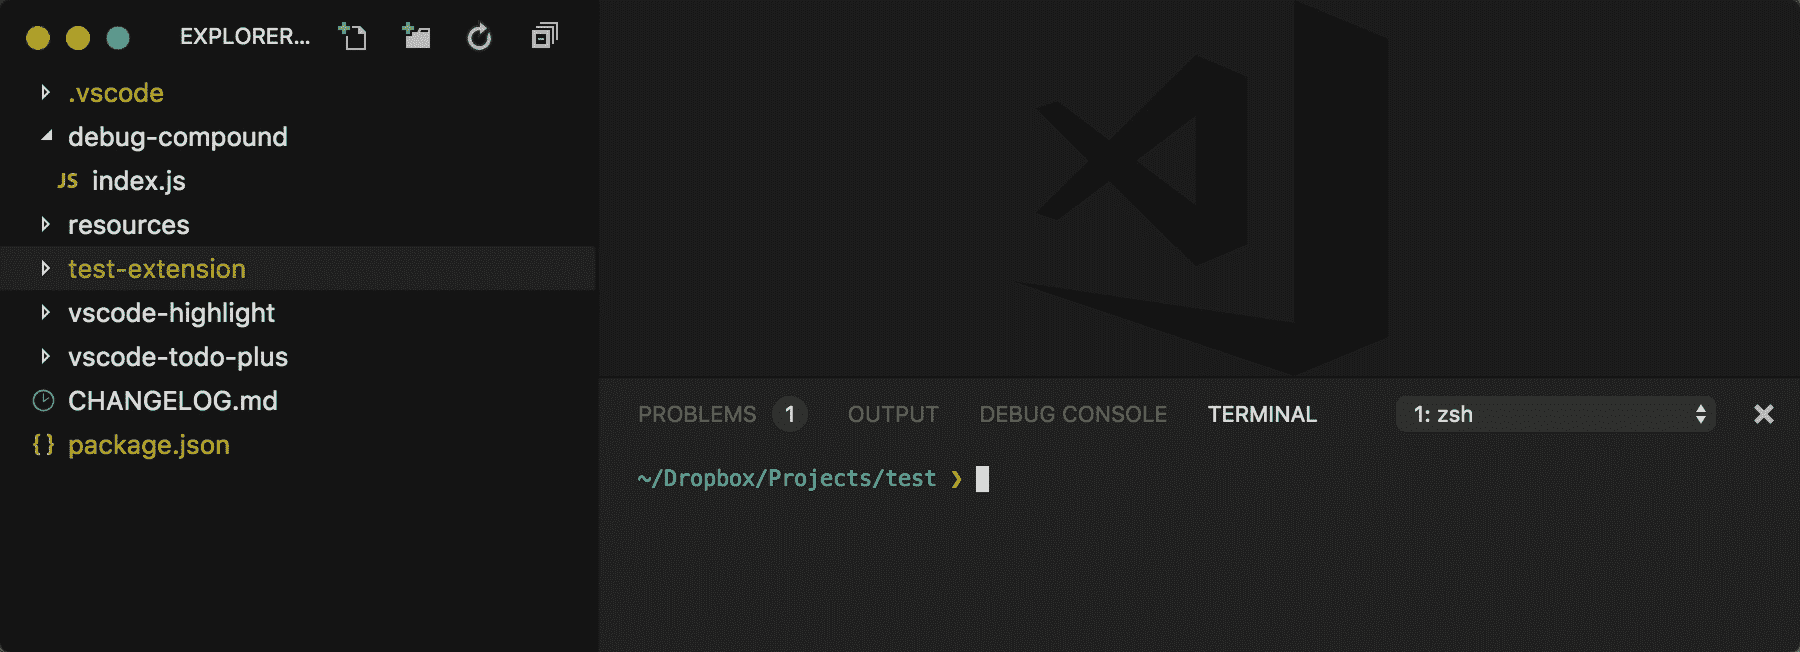 EXPLORER...
.vscode
debug-compound
JS index.js
resources
test-extension
vscode-highlight
vscode-todo-plus
CHANGELOG.md
{ } package.json
PROBLEMS 1 OUTPUT DEBUG CONSOLE TERMINAL 1: zsh
~/Dropbox/Projects/test ❯